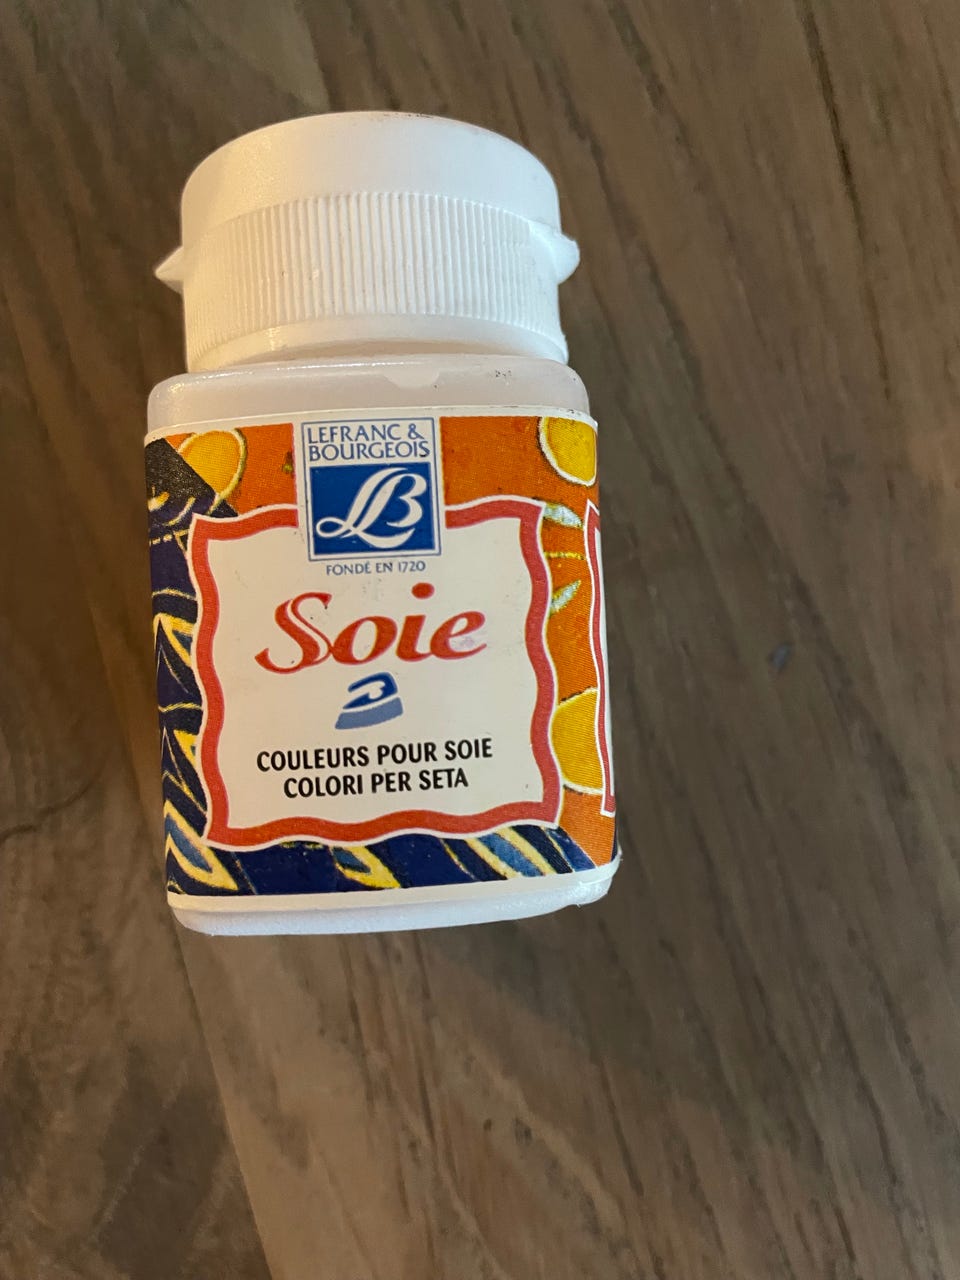 LEFRANC &
BOURGEOIS
LB
FONDÉ EN 1720
Soie
COULEURS POUR SOIE
COLORI PER SETA